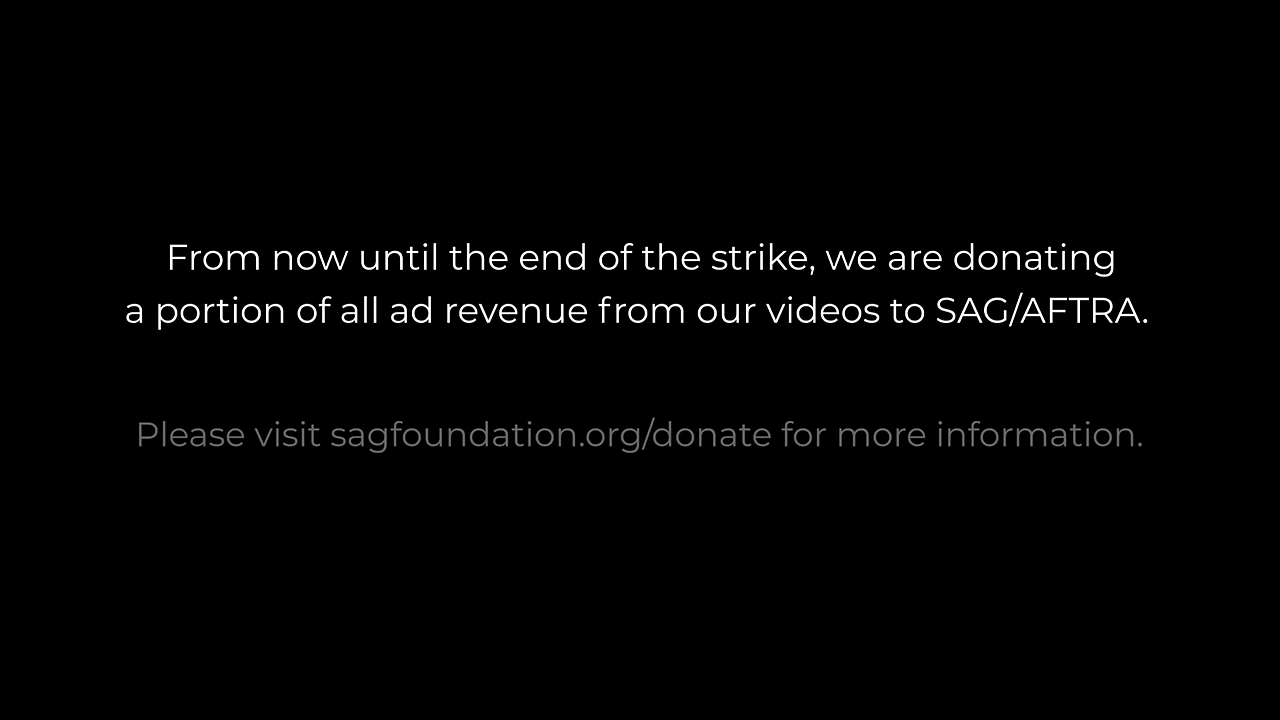 From now until the end of the strike, we are donating
a portion of all ad revenue from our videos to SAG/AFTRA.
Please visit sagfoundation.org/donate for more information.